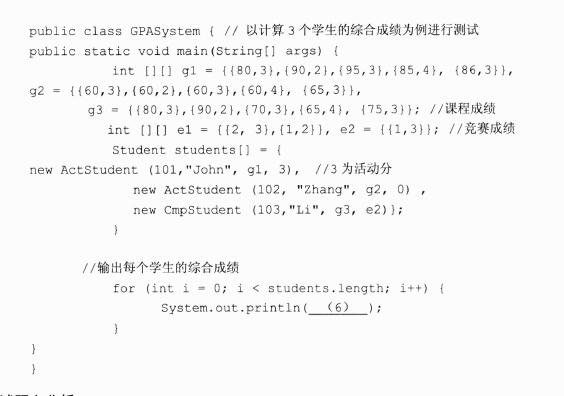 public class GPASystem { // 以计算 3 个学生的综合成绩为例进行测试
public static void main(String[] args) {
int [][] g1 = {{80,3},{90,2},{95,3},{85,4}, {86,3}},
g2 = {{60,3},{60,2},{60,3},{60,4}, {65,3}},
g3 = {{80,3},{90,2},{70,3},{65,4}, {75,3}}; //课程成绩
int [][] e1 = {{2, 3},{1,2}}, e2 = {{1,3}}; //竞赛成绩
Student students[] = {
new ActStudent (101,"John", g1, 3), //3 为活动分
new ActStudent (102, "Zhang", g2, 0) ,
new CmpStudent (103,"Li", g3, e2)};
}
//输出每个学生的综合成绩
for (int i = 0; i < students.length; i++) {
System.out.println(__(6)__);
}
}
}